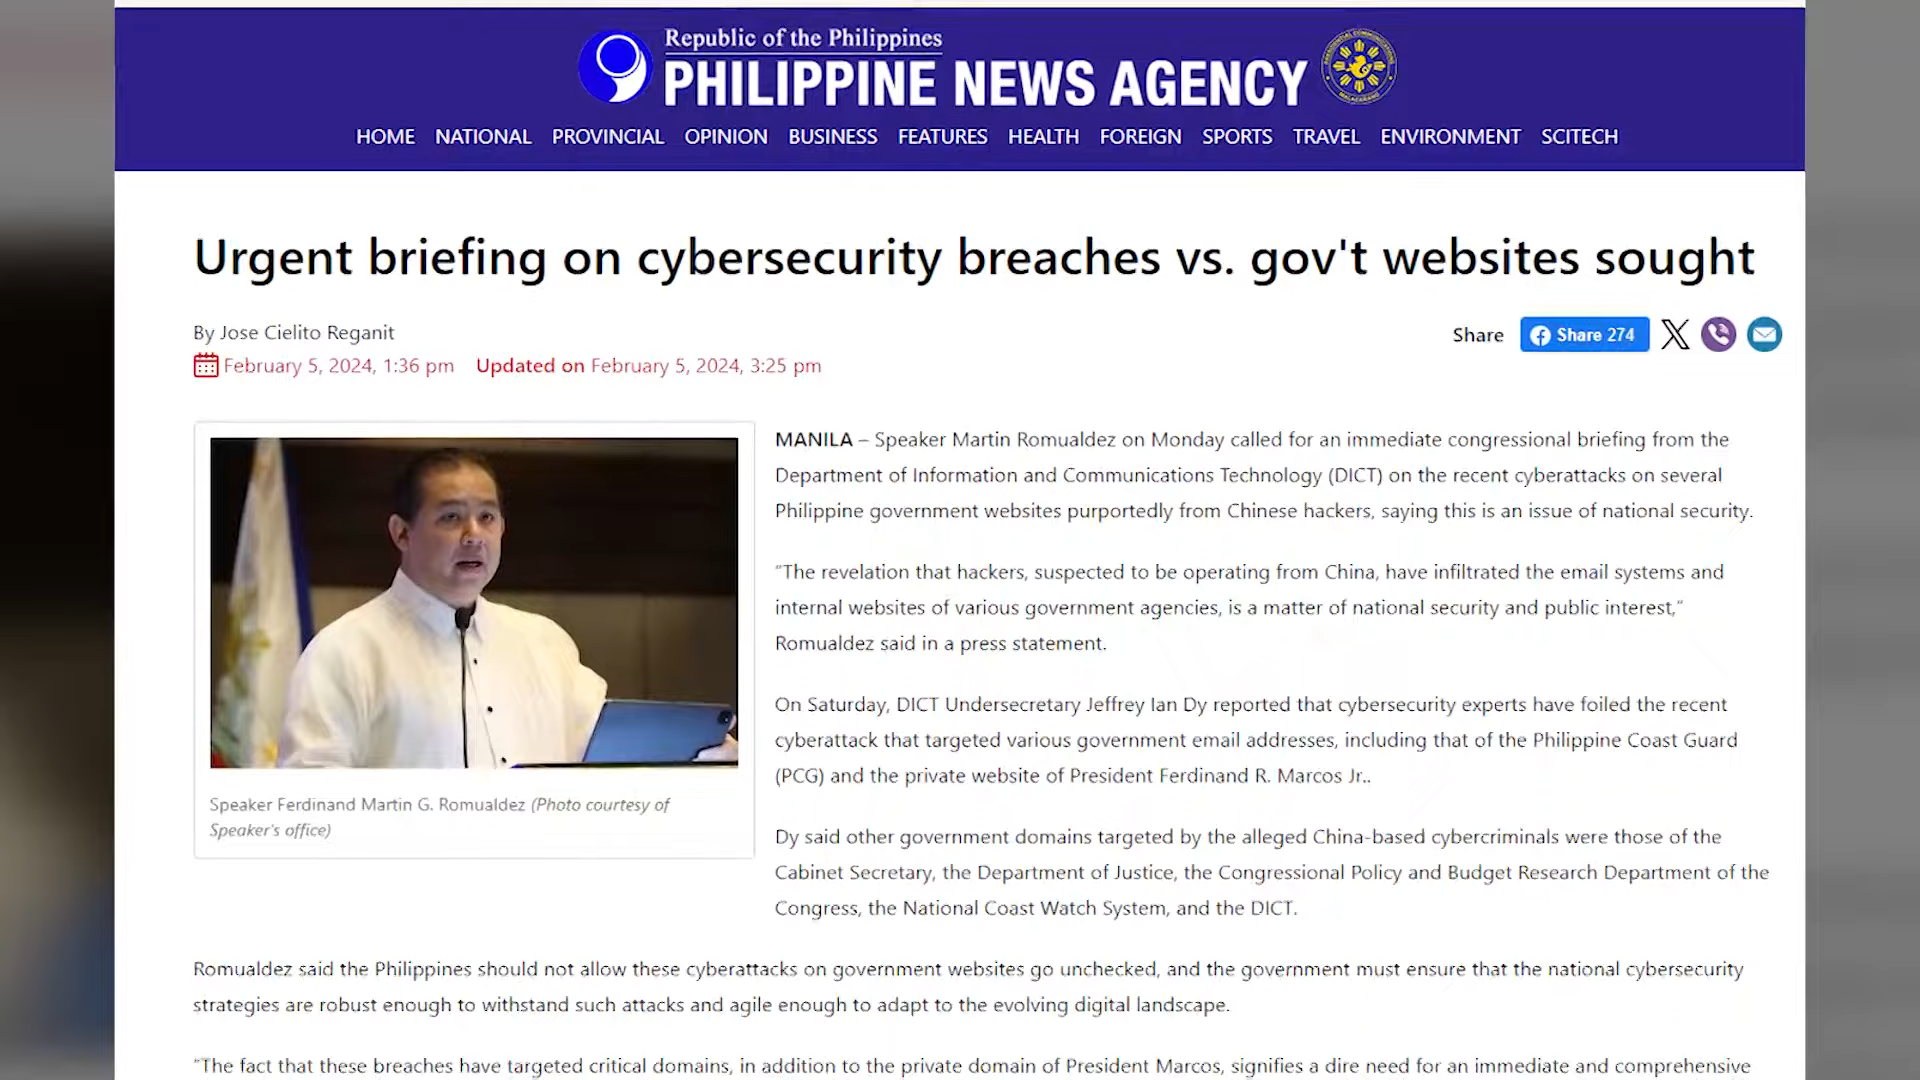 Republic of the Philippines
PHILIPPINE NEWS AGENCY
HOME NATIONAL PROVINCIAL OPINION BUSINESS FEATURES HEALTH FOREIGN SPORTS TRAVEL ENVIRONMENT SCITECH
Urgent briefing on cybersecurity breaches vs. gov't websites sought
By Jose Cielito Reganit
February 5, 2024, 1:36 pm Updated on February 5, 2024, 3:25 pm
Share Share 274
MANILA – Speaker Martin Romualdez on Monday called for an immediate congressional briefing from the
Department of Information and Communications Technology (DICT) on the recent cyberattacks on several
Philippine government websites purportedly from Chinese hackers, saying this is an issue of national security.
“The revelation that hackers, suspected to be operating from China, have infiltrated the email systems and
internal websites of various government agencies, is a matter of national security and public interest,”
Romualdez said in a press statement.
On Saturday, DICT Undersecretary Jeffrey Ian Dy reported that cybersecurity experts have foiled the recent
cyberattack that targeted various government email addresses, including that of the Philippine Coast Guard
(PCG) and the private website of President Ferdinand R. Marcos Jr..
Dy said other government domains targeted by the alleged China-based cybercriminals were those of the
Cabinet Secretary, the Department of Justice, the Congressional Policy and Budget Research Department of the
Congress, the National Coast Watch System, and the DICT.
Speaker Ferdinand Martin G. Romualdez (Photo courtesy of
Speaker's office)
Romualdez said the Philippines should not allow these cyberattacks on government websites go unchecked, and the government must ensure that the national cybersecurity
strategies are robust enough to withstand such attacks and agile enough to adapt to the evolving digital landscape.
“The fact that these breaches have targeted critical domains, in addition to the private domain of President Marcos, signifies a dire need for an immediate and comprehensive